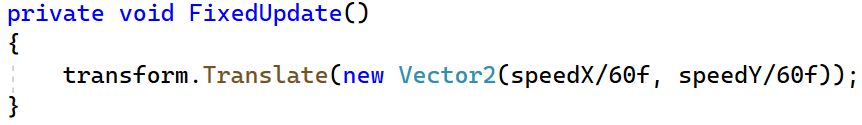 private void FixedUpdate()
{
    transform.Translate(new Vector2(speedX/60f, speedY/60f));
}